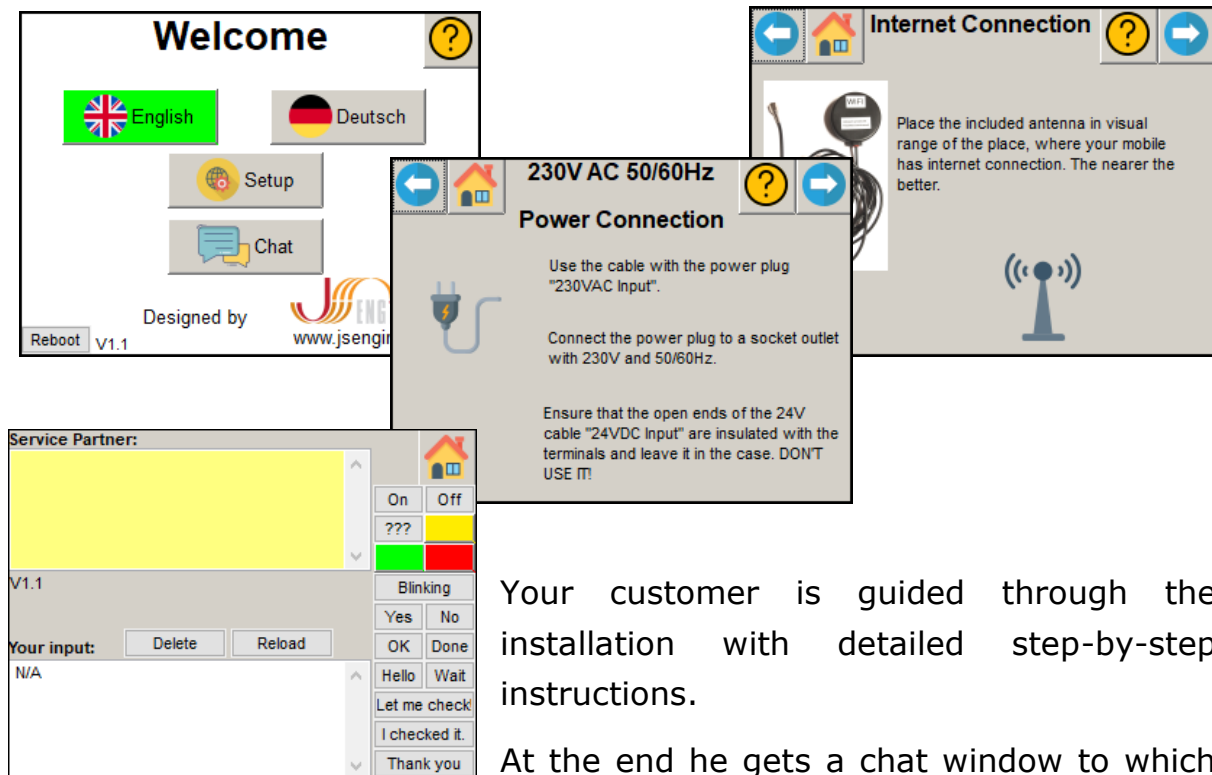 Welcome
English
Deutsch
Setup
Chat
Designed by
www.jsengi
Reboot
V1.1
230V AC 50/60Hz
Power Connection
Use the cable with the power plug
"230VAC Input".
Connect the power plug to a socket outlet
with 230V and 50/60Hz.
Ensure that the open ends of the 24V
cable "24VDC Input" are insulated with the
terminals and leave it in the case. DON'T
USE IT!
Internet Connection
WIFI
Place the included antenna in visual
range of the place, where your mobile
has internet connection. The nearer the
better.
Service Partner:
On Off
???
V1.1
Blinking
Yes No
Your input: Delete Reload
OK Done
N/A
Hello Wait
Let me check!
I checked it.
Thank you
Your customer is guided through the
installation with detailed step-by-step
instructions.
At the end he gets a chat window to which